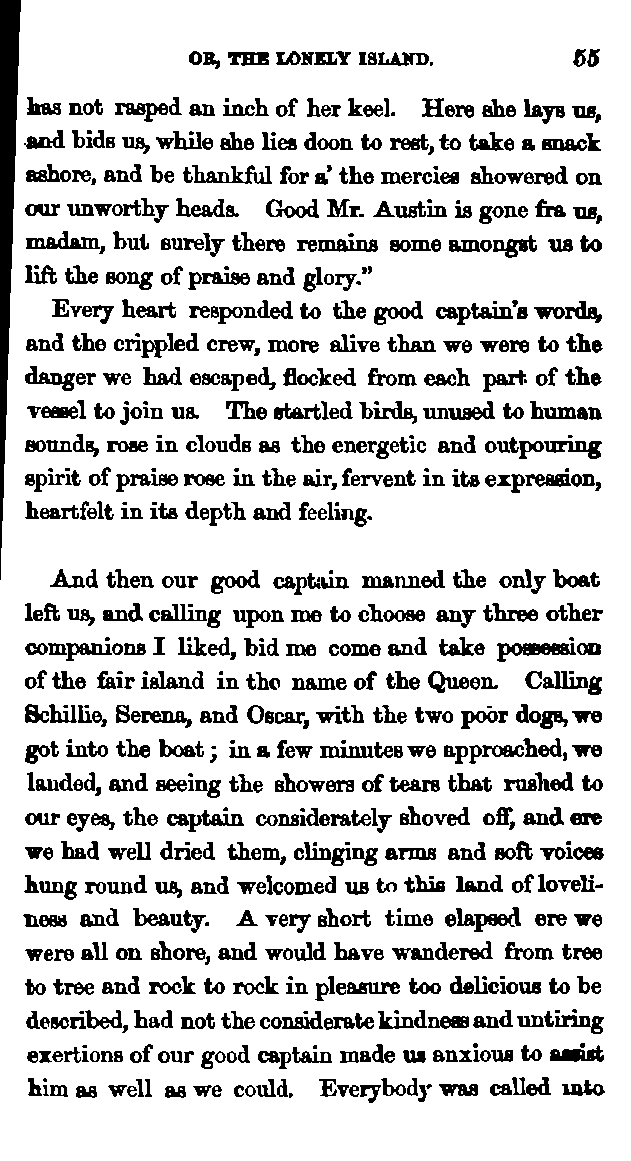 OR, THE LONELY ISLAND. 55
has not rasped an inch of her keel. Here she lays us,
and bids us, while she lies doon to rest, to take a snack
ashore, and be thankful for a' the mercies showered on
our unworthy heads. Good Mr. Austin is gone fra us,
madam, but surely there remains some amongst us to
lift the song of praise and glory."
Every heart responded to the good captain's words,
and the crippled crew, more alive than we were to the
danger we had escaped, flocked from each part of the
vessel to join us. The startled birds, unused to human
sounds, rose in clouds as the energetic and outpouring
spirit of praise rose in the air, fervent in its expression,
heartfelt in its depth and feeling.
And then our good captain manned the only boat
left us, and calling upon me to choose any three other
companions I liked, bid me come and take possession
of the fair island in the name of the Queen. Calling
Schillie, Serena, and Oscar, with the two poor dogs, we
got into the boat; in a few minutes we approached, we
landed, and seeing the showers of tears that rushed to
our eyes, the captain considerately shoved off, and ere
we had well dried them, clinging arms and soft voices
hung round us, and welcomed us to this land of loveli-
ness and beauty. A very short time elapsed ere we
were all on shore, and would have wandered from tree
to tree and rock to rock in pleasure too delicious to be
described, had not the considerate kindness and untiring
exertions of our good captain made us anxious to assist
him as well as we could. Everybody was called into